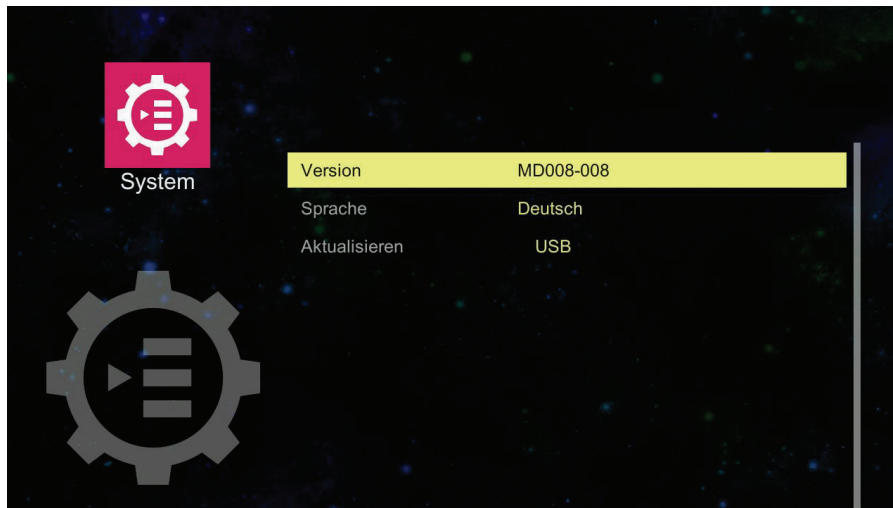 System
Version MD008-008
Sprache Deutsch
Aktualisieren USB